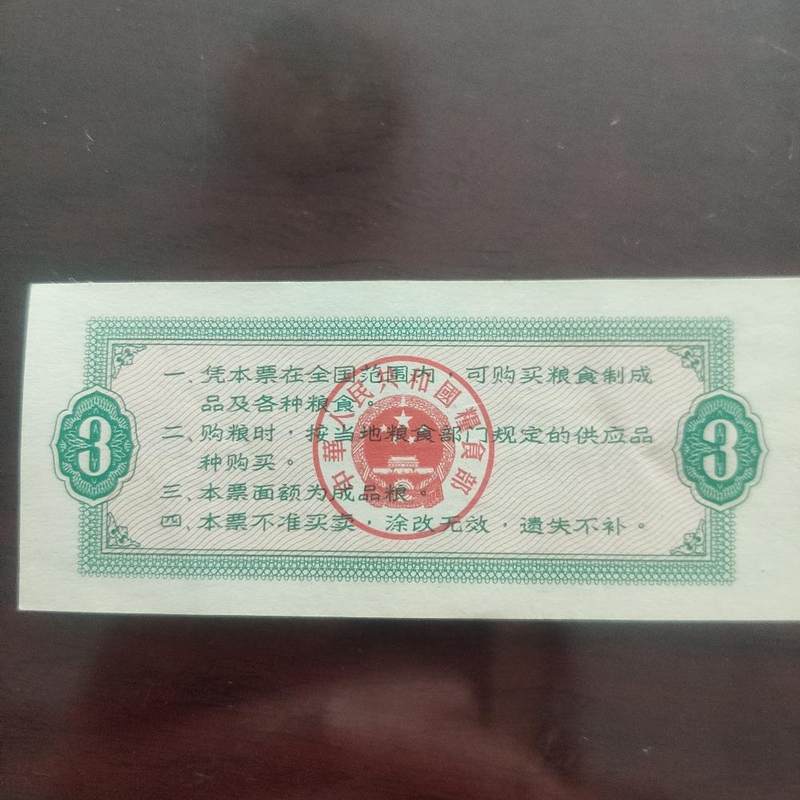 一、凭本票在全国范围内，可购买粮食制成
品及各种粮食。
二、购粮时，按当地粮食部门规定的供应品
种购买。
三、本票面额为成品粮。
四、本票不准买卖，涂改无效，遗失不补。
3
3
中華人民共和國糧食部